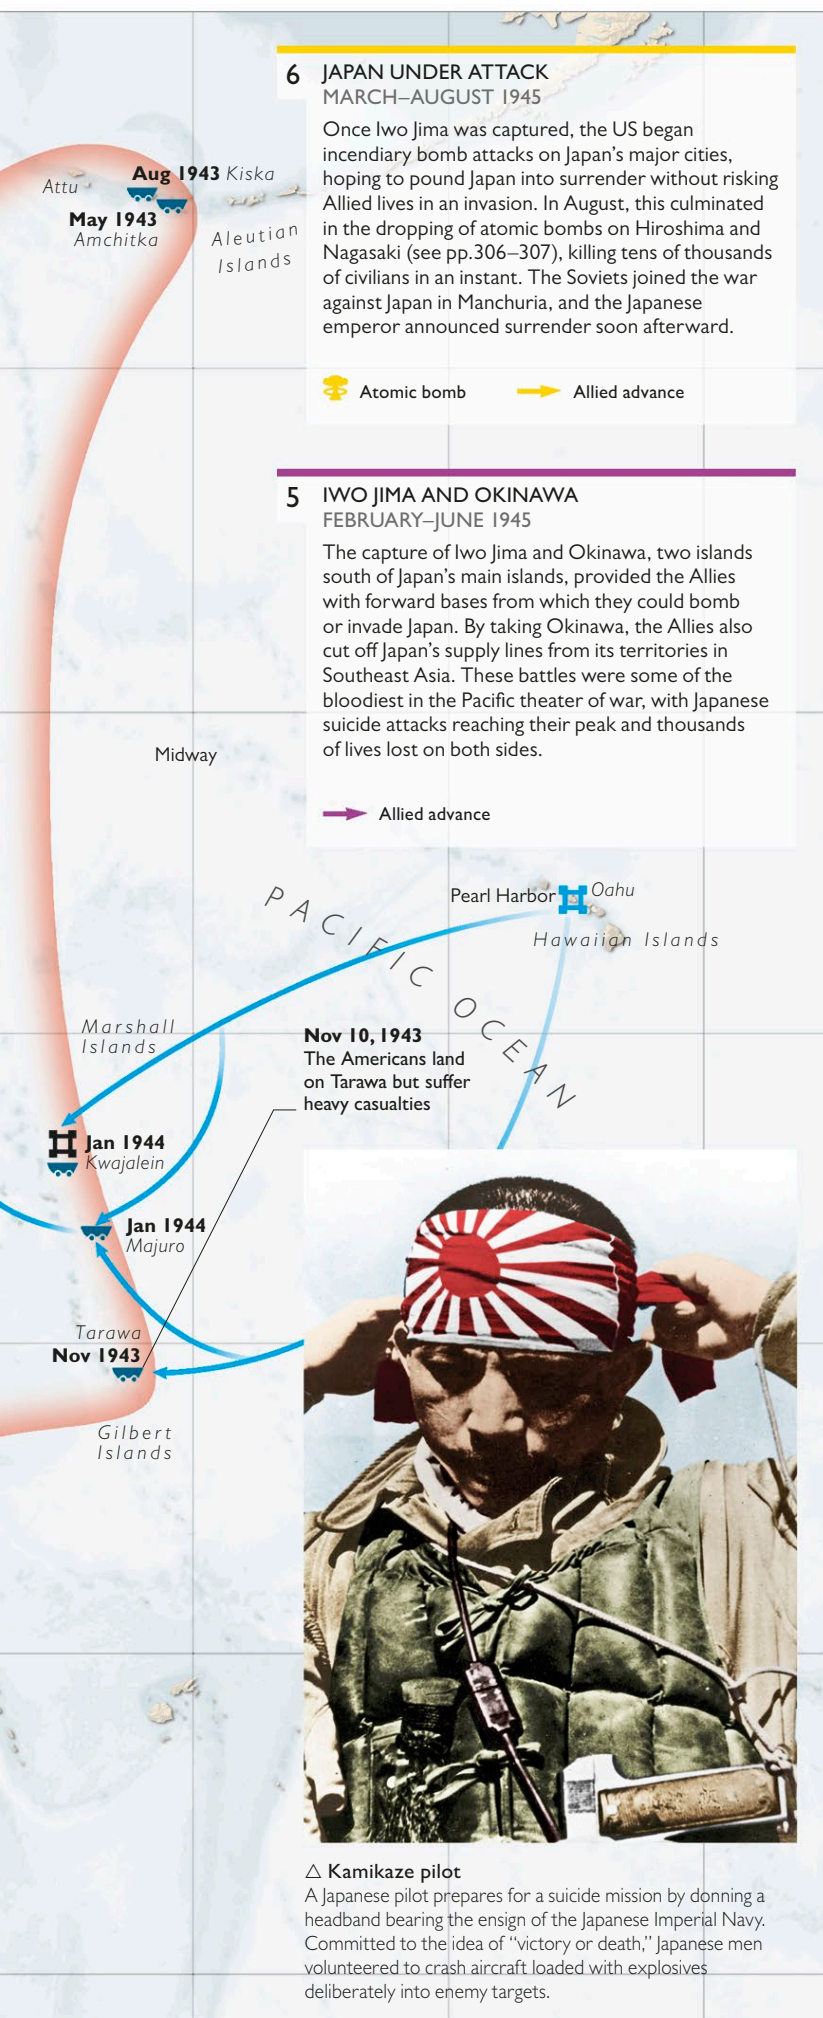 6 JAPAN UNDER ATTACK
MARCH–AUGUST 1945
Once Iwo Jima was captured, the US began
incendiary bomb attacks on Japan's major cities,
hoping to pound Japan into surrender without risking
Allied lives in an invasion. In August, this culminated
in the dropping of atomic bombs on Hiroshima and
Nagasaki (see pp.306–307), killing tens of thousands
of civilians in an instant. The Soviets joined the war
against Japan in Manchuria, and the Japanese
emperor announced surrender soon afterward.
Atomic bomb
Allied advance
Attu
Aug 1943 Kiska
May 1943
Amchitka
Aleutian
Islands
5 IWO JIMA AND OKINAWA
FEBRUARY–JUNE 1945
The capture of Iwo Jima and Okinawa, two islands
south of Japan's main islands, provided the Allies
with forward bases from which they could bomb
or invade Japan. By taking Okinawa, the Allies also
cut off Japan's supply lines from its territories in
Southeast Asia. These battles were some of the
bloodiest in the Pacific theater of war, with Japanese
suicide attacks reaching their peak and thousands
of lives lost on both sides.
Allied advance
Midway
Pearl Harbor
Oahu
Hawaiian Islands
PACIFIC OCEAN
Marshall
Islands
Nov 10, 1943
The Americans land
on Tarawa but suffer
heavy casualties
Jan 1944
Kwajalein
Jan 1944
Majuro
Tarawa
Nov 1943
Gilbert
Islands
△ Kamikaze pilot
A Japanese pilot prepares for a suicide mission by donning a
headband bearing the ensign of the Japanese Imperial Navy.
Committed to the idea of “victory or death,” Japanese men
volunteered to crash aircraft loaded with explosives
deliberately into enemy targets.